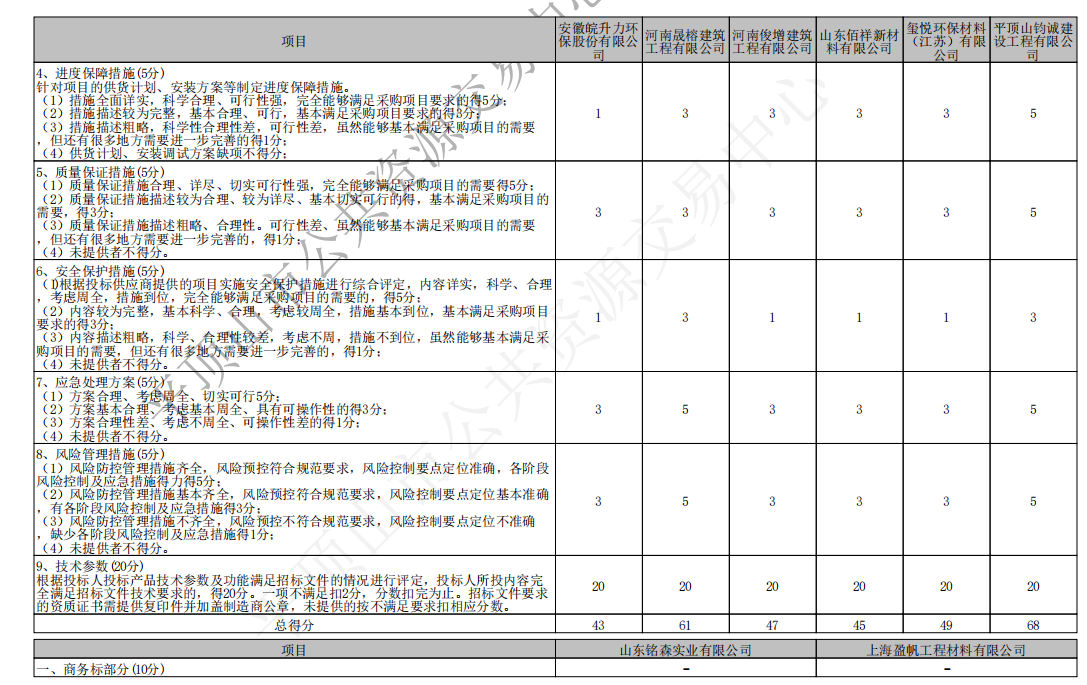 项目
安徽皖升力环
保股份有限公
司
河南晟榕建筑
工程有限公司
河南俊增建筑
工程有限公司
山东佰祥新材
料有限公司
玺悦环保材料
（江苏）有限
公司
平顶山钧诚建
设工程有限公
司
4、进度保障措施(5分)
针对项目的供货计划、安装方案等制定进度保障措施。
（1）措施全面详实，科学合理、可行性强，完全能够满足采购项目要求的得5分;
（2）措施描述较为完整，基本合理、可行，基本满足采购项目要求的得3分;
（3）措施描述粗略，科学性合理性差，可行性差，虽然能够基本满足采购项目的需要
，但还有很多地方需要进一步完善的得1分;
（4）供货计划、安装调试方案缺项不得分;
1 3 3 3 3 5
5、质量保证措施(5分)
（1）质量保证措施合理、详尽、切实可行性强，完全能够满足采购项目的需要得5分;
（2）质量保证措施描述较为合理、较为详尽、基本切实可行的得，基本满足采购项目的
需要，得3分;
（3）质量保证措施描述粗略、合理性。可行性差、虽然能够基本满足采购项目的需要
，但还有很多地方需要进一步完善的，得1分;
（4）未提供者不得分。
3 3 3 3 3 5
6、安全保护措施(5分)
（1)根据投标供应商提供的项目实施安全保护措施进行综合评定，内容详实，科学、合理
，考虑周全，措施到位，完全能够满足采购项目的需要的，得5分;
（2）内容较为完整，基本科学、合理，考虑较周全，措施基本到位，基本满足采购项目
要求的得3分;
（3）内容描述粗略，科学、合理性较差，考虑不周，措施不到位，虽然能够基本满足采
购项目的需要，但还有很多地方需要进一步完善的，得1分;
（4）未提供者不得分。
1 3 1 1 1 3
7、应急处理方案(5分)
（1）方案合理、考虑周全、切实可行5分;
（2）方案基本合理、考虑基本周全、具有可操作性的得3分;
（3）方案合理性差、考虑不周全、可操作性差的得1分;
（4）未提供者不得分。
3 5 3 3 3 5
8、风险管理措施(5分)
（1）风险防控管理措施齐全，风险预控符合规范要求，风险控制要点定位准确，各阶段
风险控制及应急措施得力得5分;
（2）风险防控管理措施基本齐全，风险预控符合规范要求，风险控制要点定位基本准确
，有各阶段风险控制及应急措施得3分;
（3）风险防控管理措施不齐全，风险预控不符合规范要求，风险控制要点定位不准确
，缺少各阶段风险控制及应急措施得1分;
（4）未提供者不得分。
3 5 3 3 3 5
9、技术参数(20分)
根据投标人投标产品技术参数及功能满足招标文件的情况进行评定，投标人所投内容完
全满足招标文件技术要求的，得20分。一项不满足扣2分，分数扣完为止。招标文件要求
的资质证书需提供复印件并加盖制造商公章，未提供的按不满足要求扣相应分数。
20 20 20 20 20 20
总得分 43 61 47 45 49 68
项目 山东铭森实业有限公司 上海盈帆工程材料有限公司
一、商务标部分(10分) - -
平顶山市公共资源交易中心
平顶山市公共资源交易中心